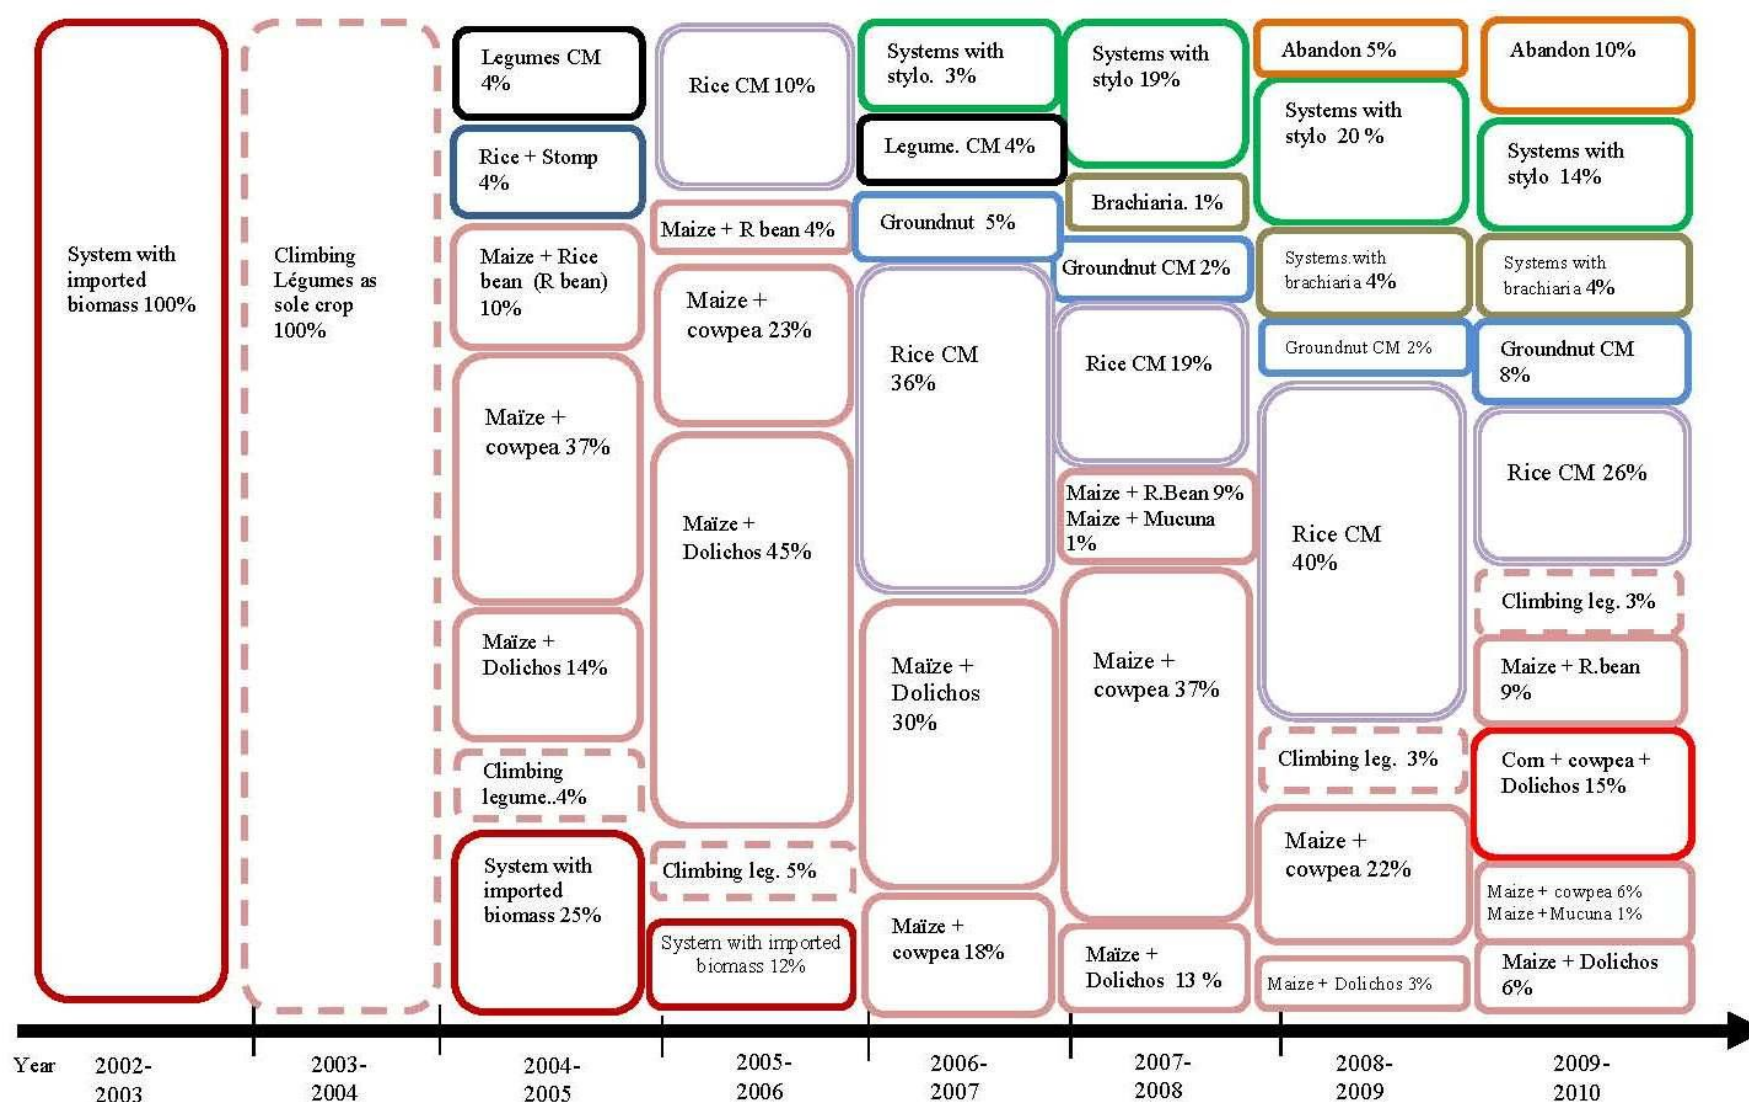 System with
imported
biomass 100%
Climbing
Légumes as
sole crop
100%
Legumes CM
4%
Rice + Stomp
4%
Maize + Rice
bean (R bean)
10%
Maïze +
cowpea 37%
Maïze +
Dolichos 14%
Climbing
legume..4%
System with
imported
biomass 25%
Rice CM 10%
Maize + R bean 4%
Maize +
cowpea 23%
Maïze +
Dolichos 45%
Climbing leg. 5%
System with imported
biomass 12%
Systems with
stylo. 3%
Legume. CM 4%
Groundnut 5%
Rice CM
36%
Maïze +
Dolichos
30%
Maïze +
cowpea 18%
Systems with
stylo 19%
Brachiaria. 1%
Groundnut CM 2%
Rice CM 19%
Maize + R.Bean 9%
Maize + Mucuna
1%
Maize +
cowpea 37%
Maïze +
Dolichos 13 %
Abandon 5%
Systems with
stylo 20 %
Systems.with
brachiaria 4%
Groundnut CM 2%
Rice CM
40%
Climbing leg. 3%
Maize +
cowpea 22%
Maize + Dolichos 3%
Abandon 10%
Systems with
stylo 14%
Systems with
brachiaria 4%
Groundnut CM
8%
Rice CM 26%
Climbing leg. 3%
Maize + R.bean
9%
Corn + cowpea +
Dolichos 15%
Maize + cowpea 6%
Maize + Mucuna 1%
Maize + Dolichos
6%
Year
2002-
2003
2003-
2004
2004-
2005
2005-
2006
2006-
2007
2007-
2008
2008-
2009
2009-
2010